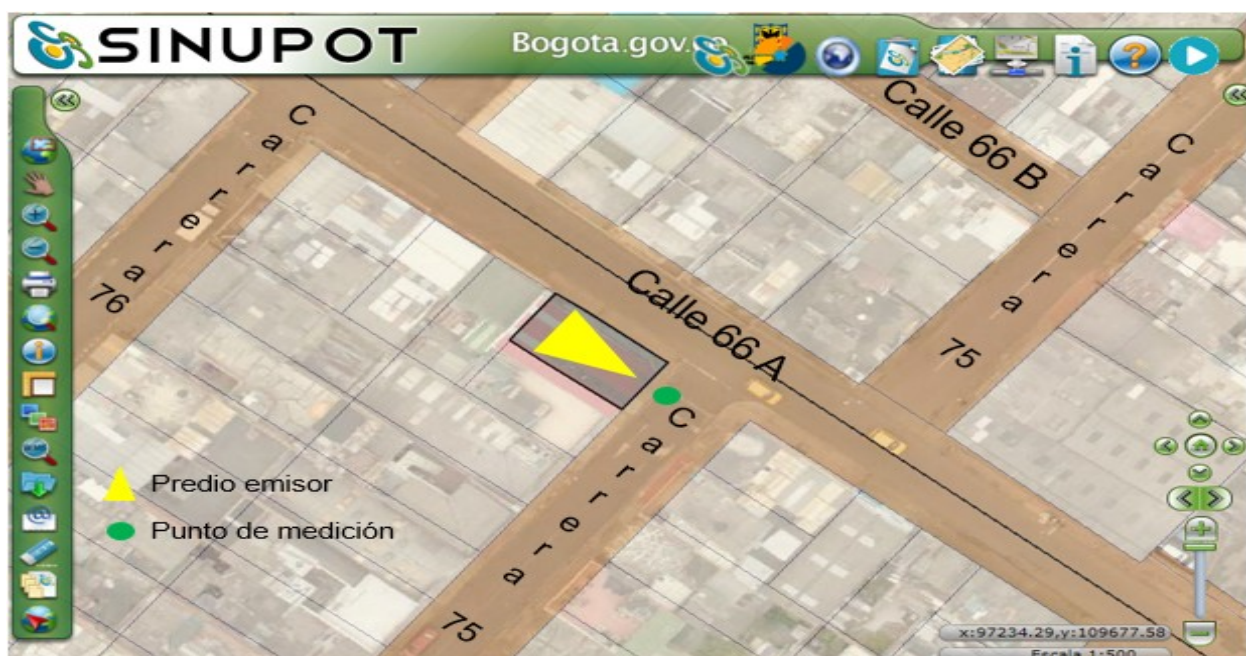 SINUPOT
Bogota.gov.co
Calle 66 B
Carrera 75
Carrera 76
Calle 66 A
Carrera 75
Predio emisor
Punto de medición
x:97234.29,y:109677.58
Escala 1:500